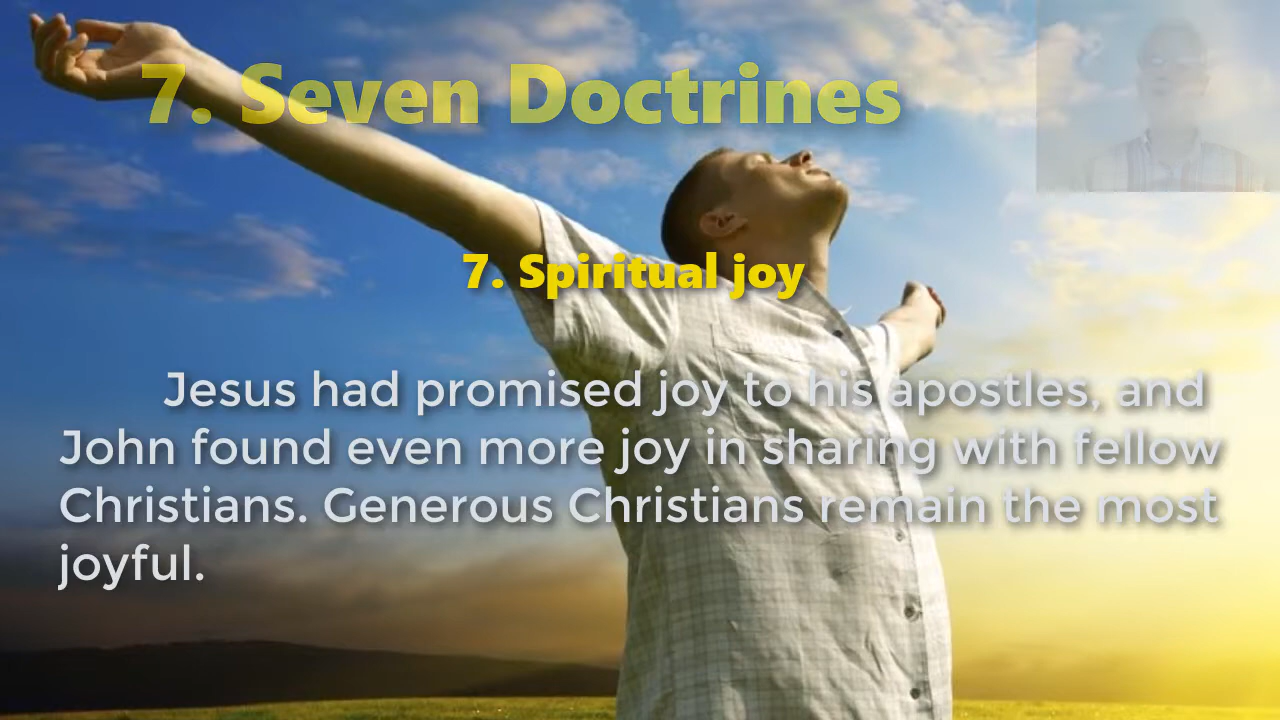 7. Seven Doctrines
7. Spiritual joy
Jesus had promised joy to his apostles, and
John found even more joy in sharing with fellow
Christians. Generous Christians remain the most
joyful.